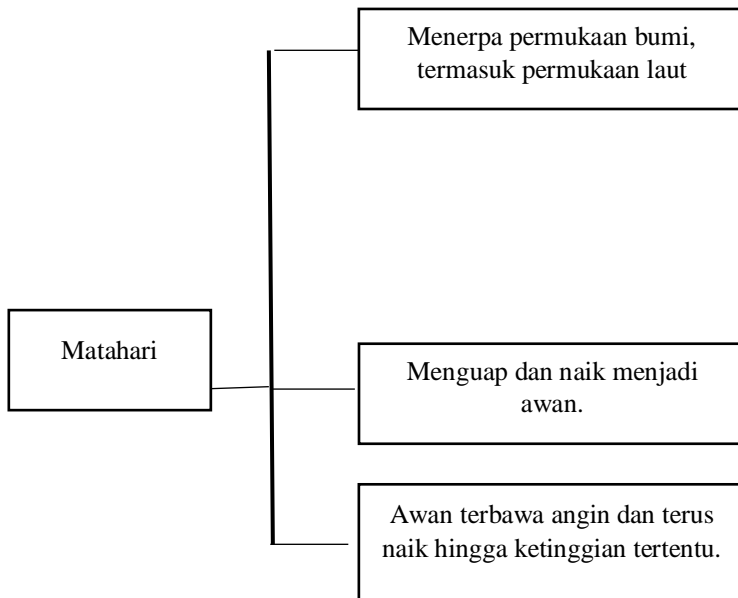 Menerpa permukaan bumi,
termasuk permukaan laut
Matahari
Menguap dan naik menjadi
awan.
Awan terbawa angin dan terus
naik hingga ketinggian tertentu.